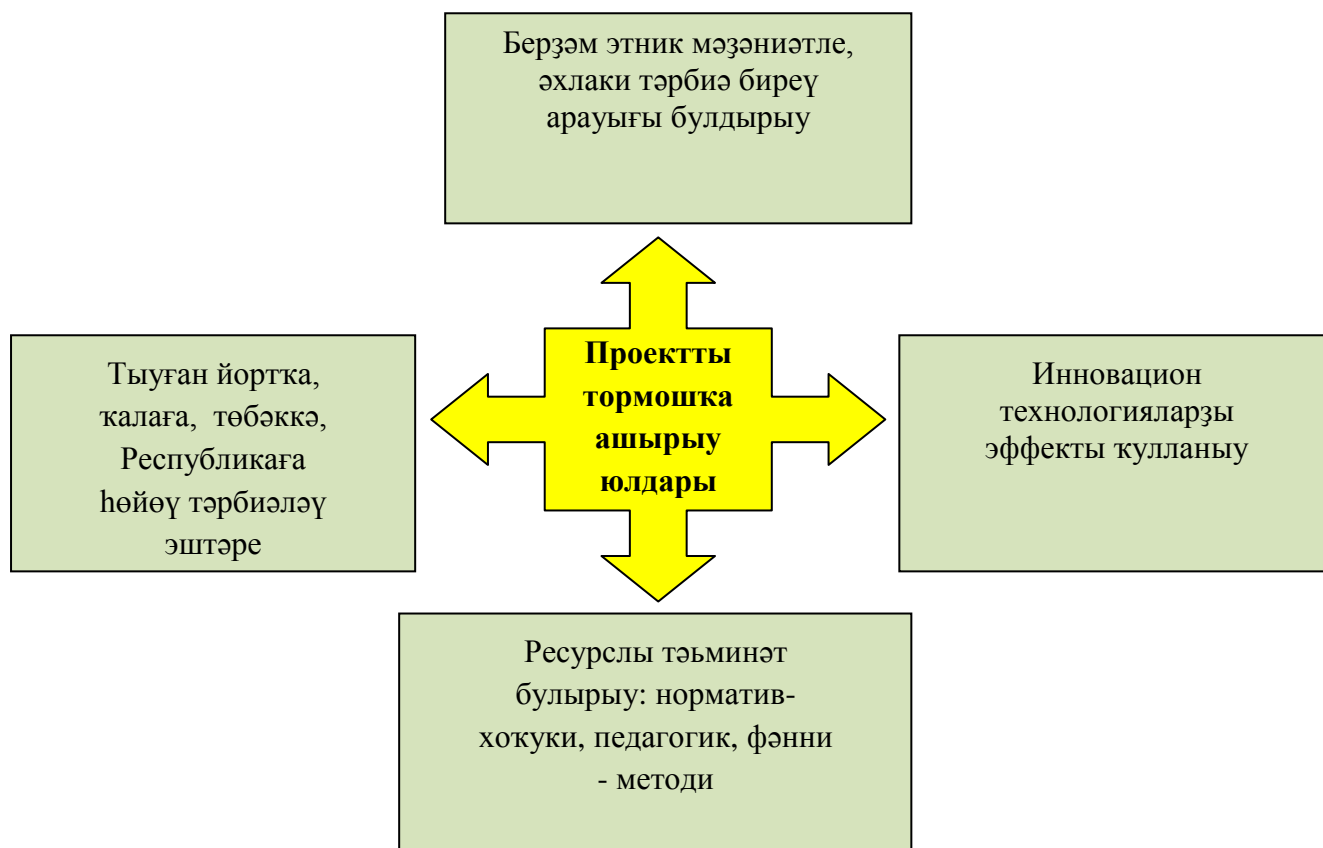 Берҙәм этник мәҙәниәтле,
әхлаки тәрбиә биреү
арауығы булдырыу
Тыуған йортҡа,
ҡалаға, төбәккә,
Республикаға
һөйөү тәрбиәләү
эштәре
Проектты
тормошҡа
ашырыу
юлдары
Инновацион
технологияларҙы
эффекты ҡулланыу
Ресурслы тәьминәт
булырыу: норматив-
хоҡуки, педагогик, фәнни
- методи